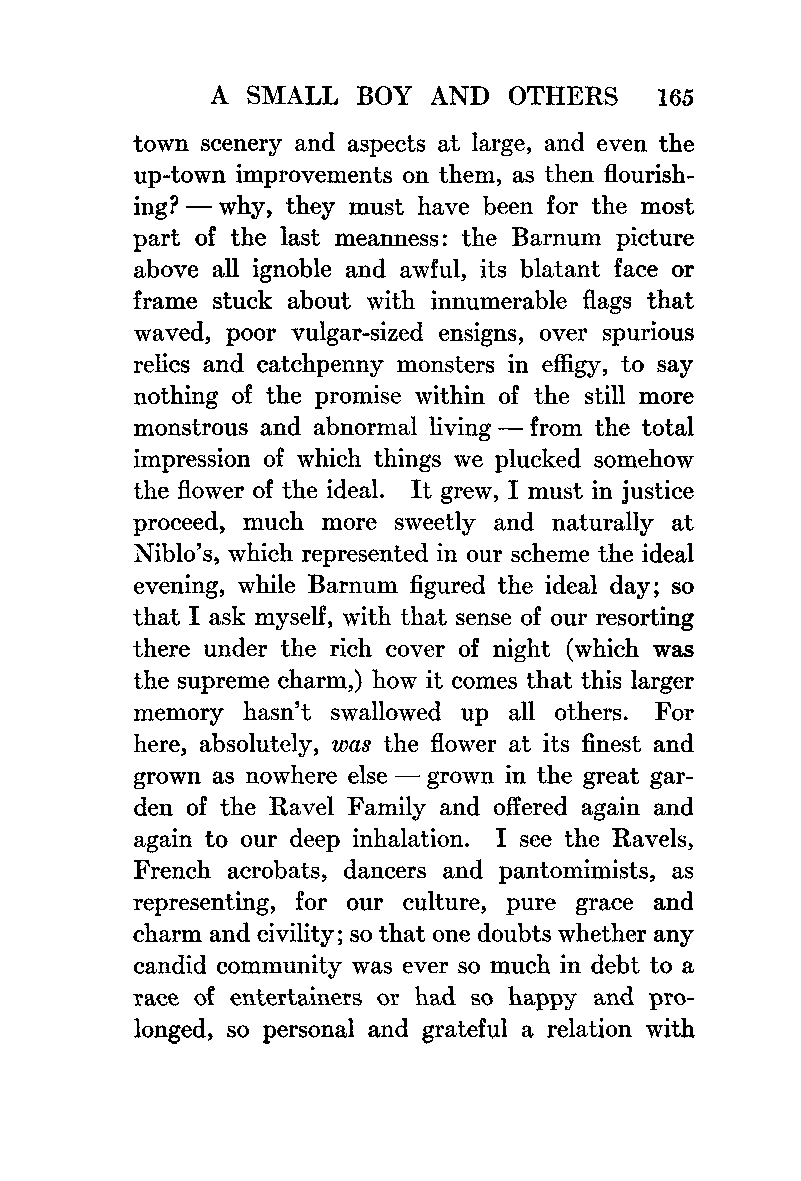 A SMALL BOY AND OTHERS 165
town scenery and aspects at large, and even the
up-town improvements on them, as then flourish-
ing? — why, they must have been for the most
part of the last meanness: the Barnum picture
above all ignoble and awful, its blatant face or
frame stuck about with innumerable flags that
waved, poor vulgar-sized ensigns, over spurious
relics and catchpenny monsters in effigy, to say
nothing of the promise within of the still more
monstrous and abnormal living — from the total
impression of which things we plucked somehow
the flower of the ideal. It grew, I must in justice
proceed, much more sweetly and naturally at
Niblo's, which represented in our scheme the ideal
evening, while Barnum figured the ideal day; so
that I ask myself, with that sense of our resorting
there under the rich cover of night (which was
the supreme charm,) how it comes that this larger
memory hasn't swallowed up all others. For
here, absolutely, was the flower at its finest and
grown as nowhere else — grown in the great gar-
den of the Ravel Family and offered again and
again to our deep inhalation. I see the Ravels,
French acrobats, dancers and pantomimists, as
representing, for our culture, pure grace and
charm and civility; so that one doubts whether any
candid community was ever so much in debt to a
race of entertainers or had so happy and pro-
longed, so personal and grateful a relation with